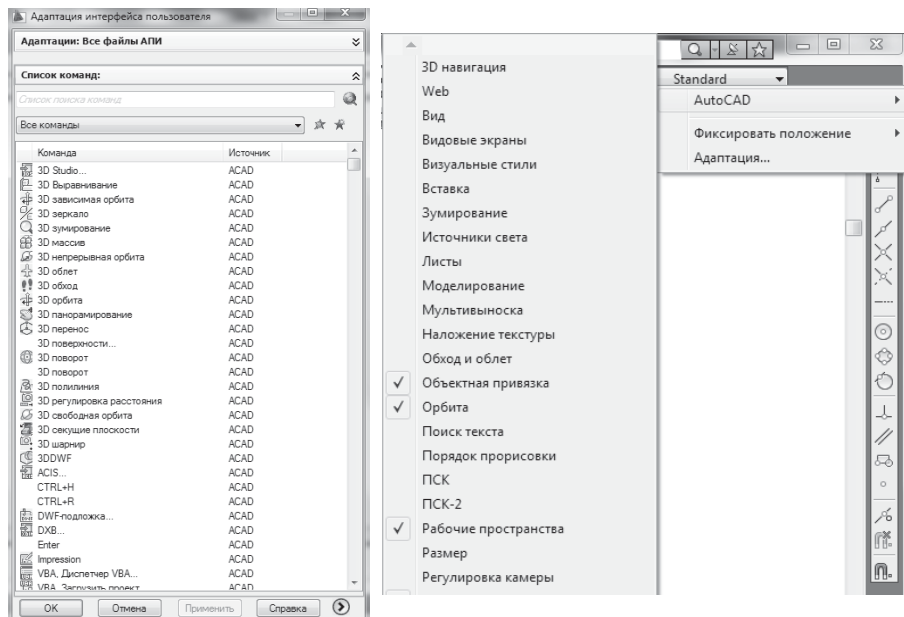 Адаптация интерфейса пользователя
Адаптации: Все файлы АПИ
Список команд:
Список поиска команд
Все команды
Команда Источник
3D Studio... ACAD
3D Выравнивание ACAD
3D зависимая орбита ACAD
3D зеркало ACAD
3D зумирование ACAD
3D массив ACAD
3D непрерывная орбита ACAD
3D облет ACAD
3D обход ACAD
3D орбита ACAD
3D панорамирование ACAD
3D перенос ACAD
3D поверхности... ACAD
3D поворот ACAD
3D поворот ACAD
3D полилиния ACAD
3D регулировка расстояния ACAD
3D свободная орбита ACAD
3D секущие плоскости ACAD
3D шарнир ACAD
3DDWF ACAD
ACIS... ACAD
CTRL+H ACAD
CTRL+R ACAD
DWF-подложка... ACAD
DXB... ACAD
Enter ACAD
Impression ACAD
VBA, Диспетчер VBA... ACAD
VBA, Загрузить проект ACAD
OK Отмена Применить Справка
3D навигация
Web
Вид
Видовые экраны
Визуальные стили
Вставка
Зумирование
Источники света
Листы
Моделирование
Мультивыноска
Наложение текстуры
Обход и облет
Объектная привязка
Орбита
Поиск текста
Порядок прорисовки
ПСК
ПСК-2
Рабочие пространства
Размер
Регулировка камеры
Standard
AutoCAD
Фиксировать положение
Адаптация...